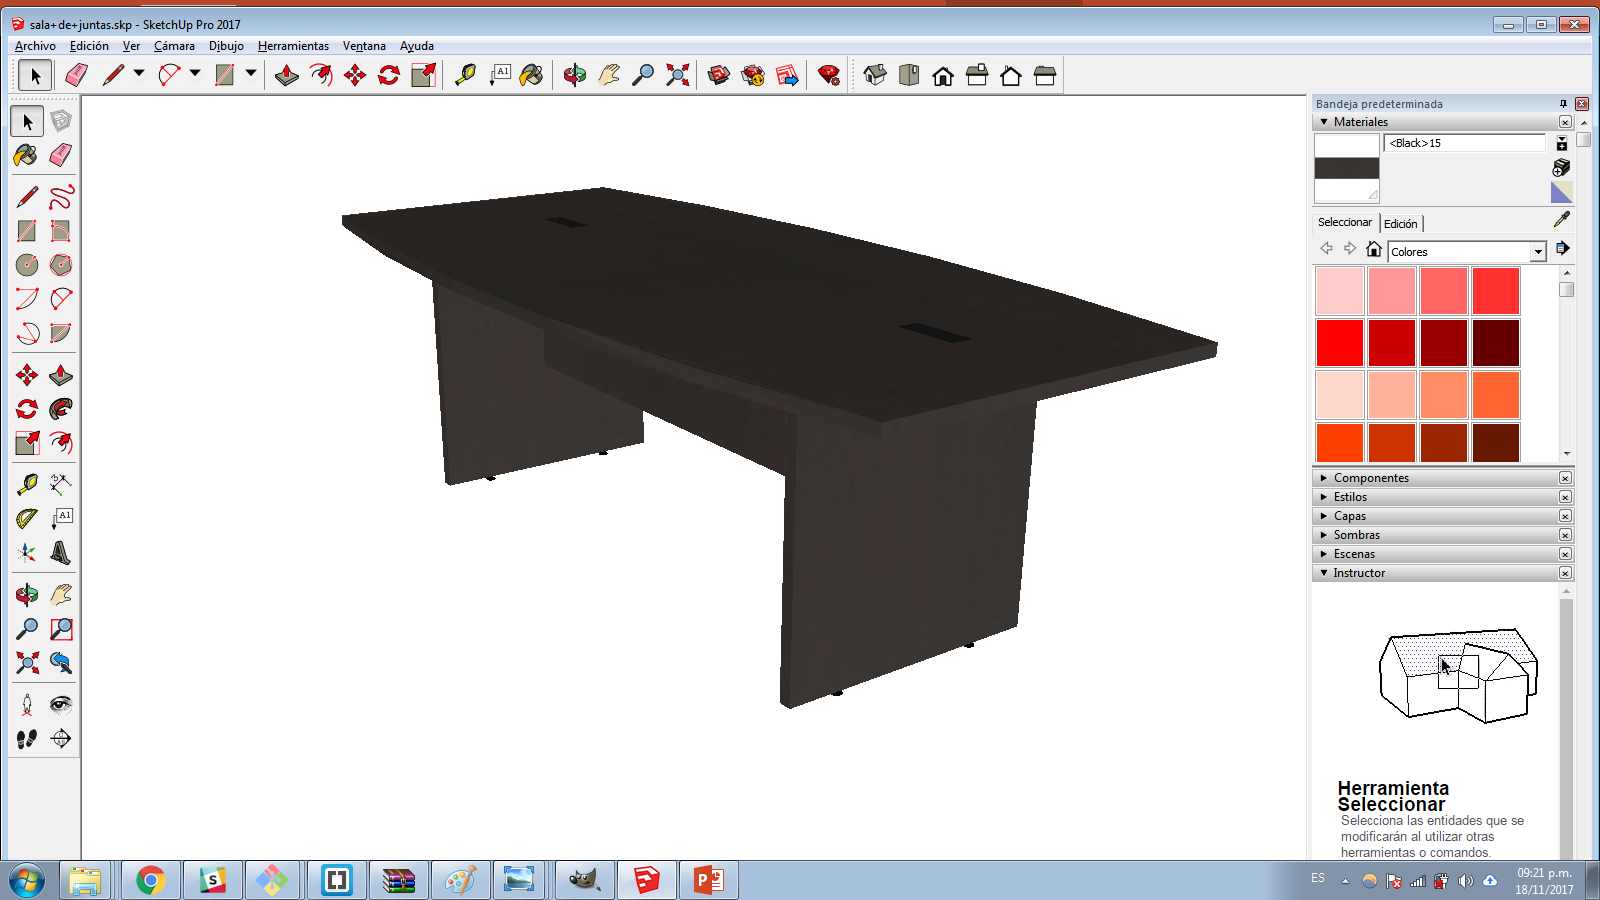 sala+de+juntas.skp - SketchUp Pro 2017
Archivo Edición Ver Cámara Dibujo Herramientas Ventana Ayuda
A1
Bandeja predeterminada
Materiales
<Black>15
Seleccionar Edición
Colores
A1
Componentes
Estilos
Capas
Sombras
Escenas
Instructor
Herramienta
Seleccionar
Selecciona las entidades que se
modificarán al utilizar otras
herramientas o comandos.
ES
09:21 p.m.
18/11/2017